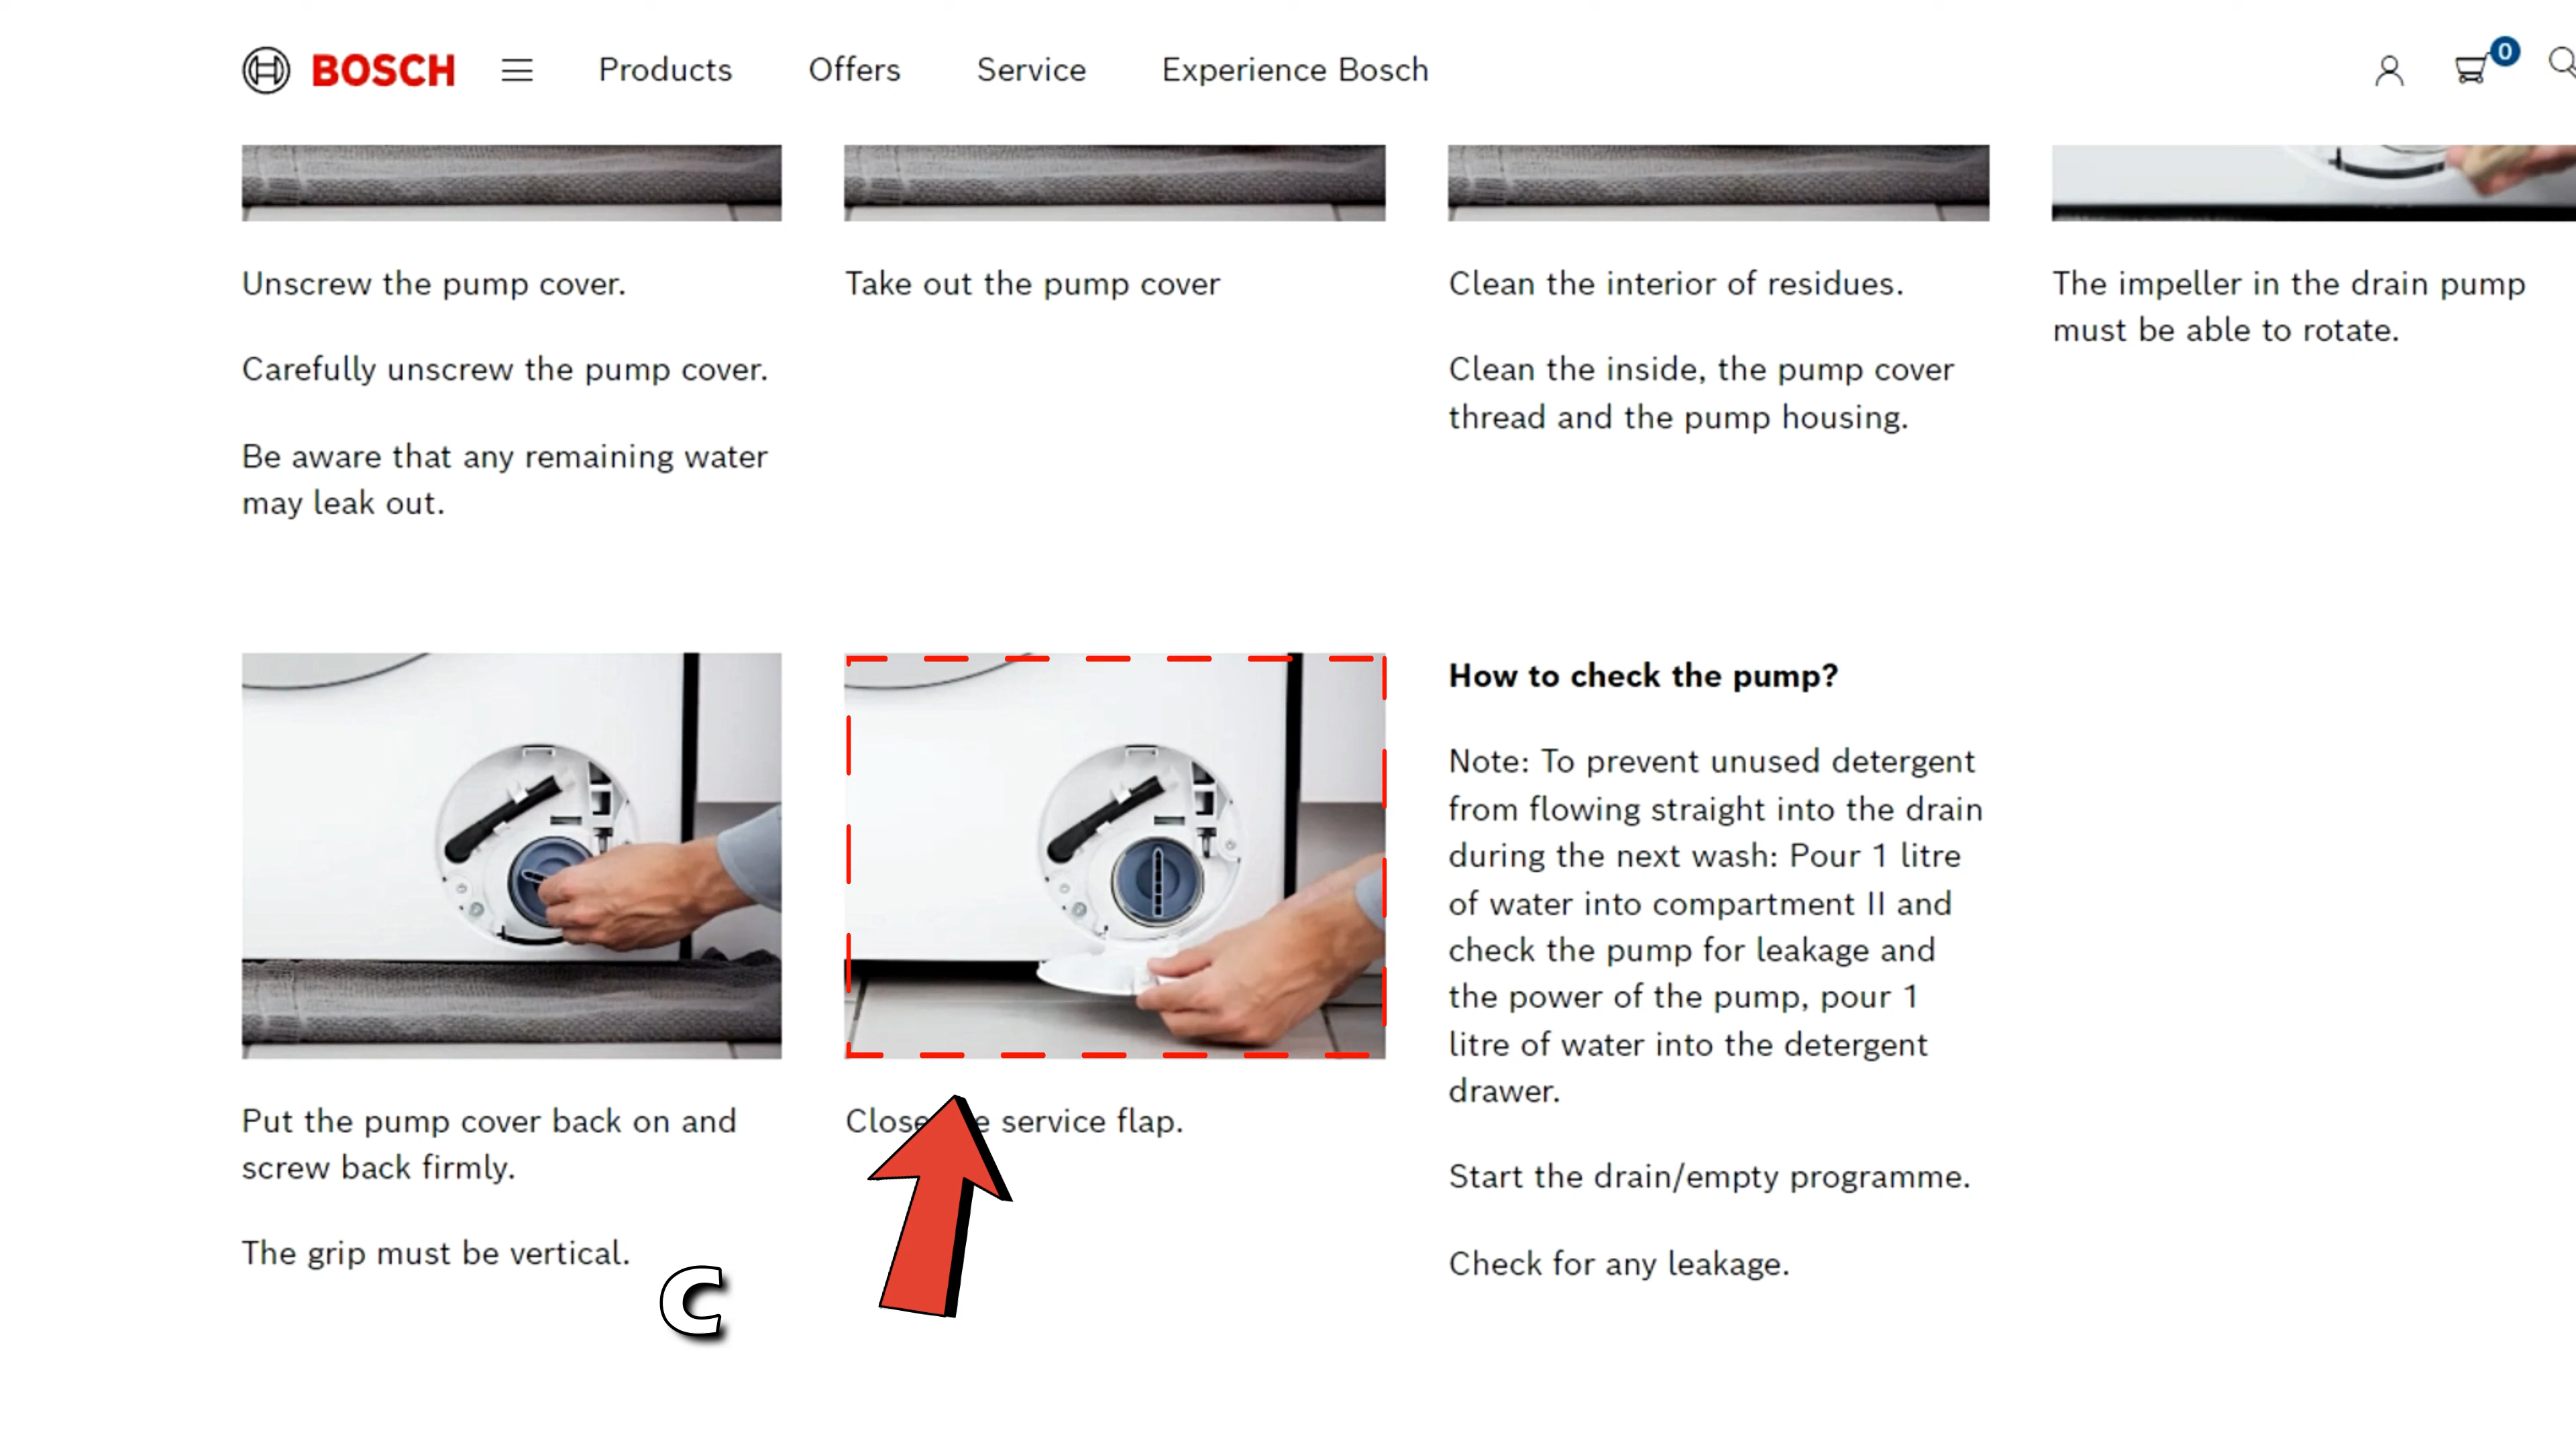 BOSCH
Products
Offers
Service
Experience Bosch
0
Unscrew the pump cover.
Carefully unscrew the pump cover.
Be aware that any remaining water
may leak out.
Take out the pump cover
Clean the interior of residues.
Clean the inside, the pump cover
thread and the pump housing.
The impeller in the drain pump
must be able to rotate.
Put the pump cover back on and
screw back firmly.
The grip must be vertical.
Close service flap.
How to check the pump?
Note: To prevent unused detergent
from flowing straight into the drain
during the next wash: Pour 1 litre
of water into compartment II and
check the pump for leakage and
the power of the pump, pour 1
litre of water into the detergent
drawer.
Start the drain/empty programme.
Check for any leakage.
C